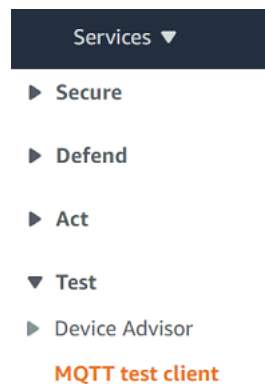 Services
Secure
Defend
Act
Test
Device Advisor
MQTT test client